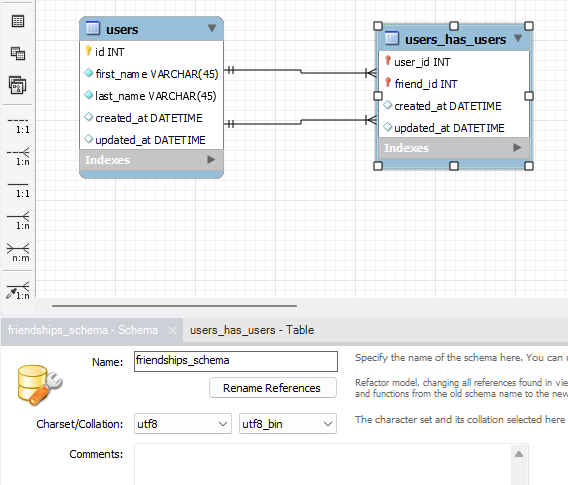 users
id INT
first_name VARCHAR(45)
last_name VARCHAR(45)
created_at DATETIME
updated_at DATETIME
Indexes
users_has_users
user_id INT
friend_id INT
created_at DATETIME
updated_at DATETIME
Indexes
1:1
1:n
1:1
1:n
n:m
1:n
friendships_schema - Schema
users_has_users - Table
Name:
friendships_schema
Specify the name of the schema here. You can
Rename References
Refactor model, changing all references found in
and functions from the old schema name to the new
Charset/Collation:
utf8
utf8_bin
The character set and its collation selected here
Comments: